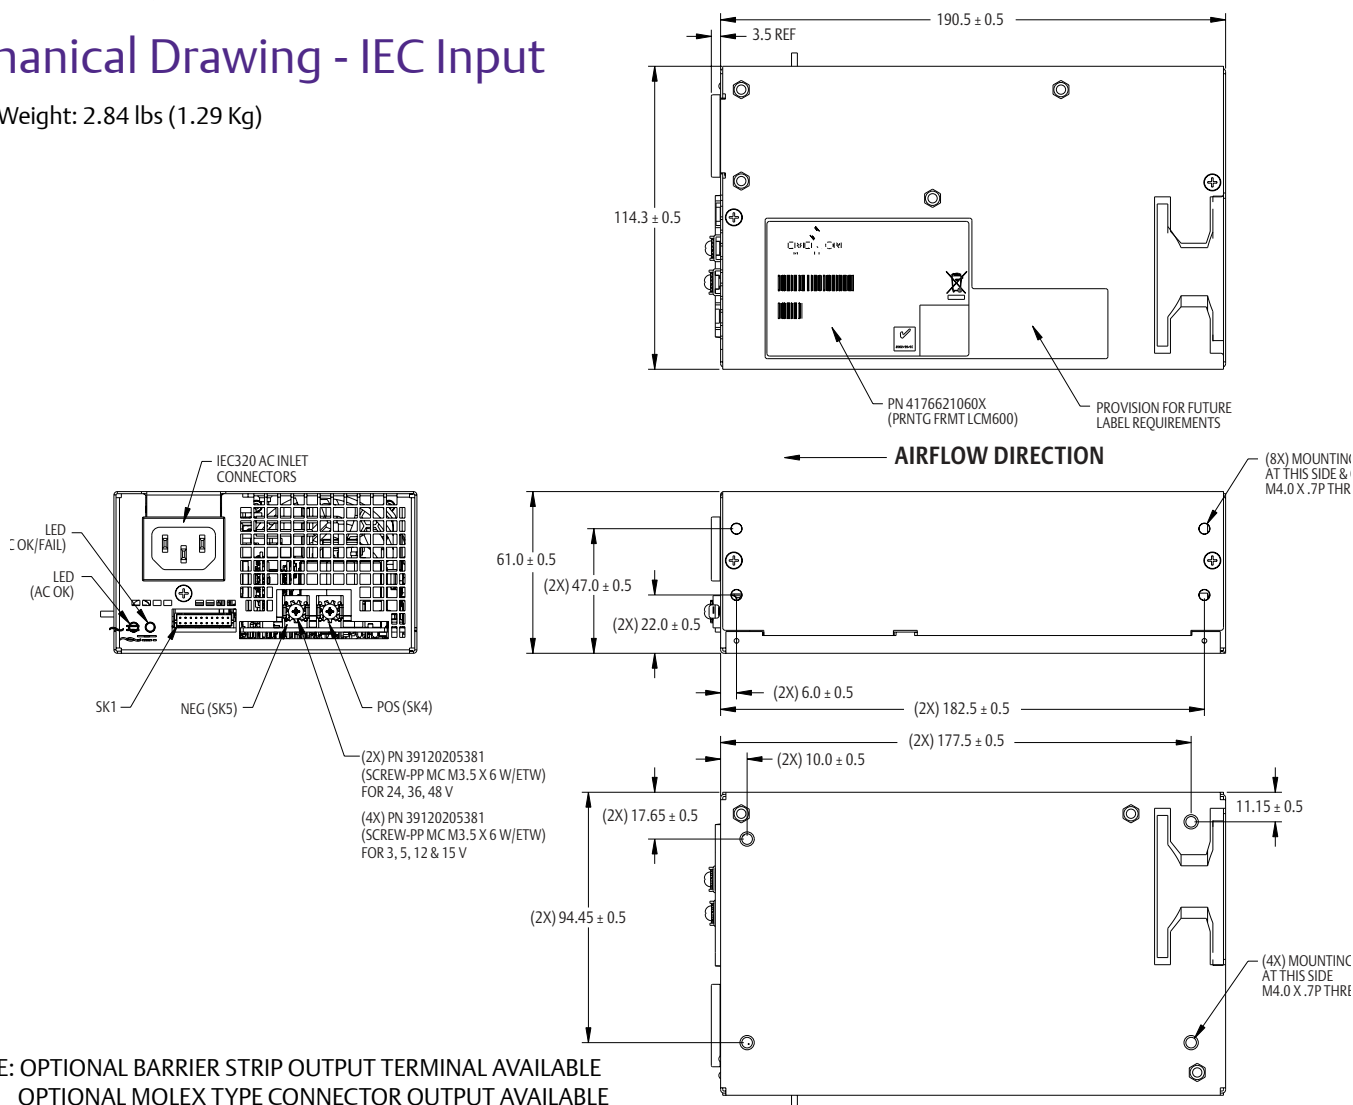 hanical Drawing - IEC Input
Weight: 2.84 lbs (1.29 Kg)
190.5 ± 0.5
3.5 REF
114.3 ± 0.5
PN 4176621060X
(PRNTG FRMT LCM600)
PROVISION FOR FUTURE
LABEL REQUIREMENTS
AIRFLOW DIRECTION
IEC320 AC INLET
CONNECTORS
LED
C OK/FAIL)
LED
(AC OK)
SK1
NEG (SK5)
POS (SK4)
(2X) PN 39120205381
(SCREW-PP MC M3.5 X 6 W/ETW)
FOR 24, 36, 48 V
(4X) PN 39120205381
(SCREW-PP MC M3.5 X 6 W/ETW)
FOR 3, 5, 12 & 15 V
(8X) MOUNTING
AT THIS SIDE &
M4.0 X .7P THR
61.0 ± 0.5
(2X) 47.0 ± 0.5
(2X) 22.0 ± 0.5
(2X) 6.0 ± 0.5
(2X) 182.5 ± 0.5
(2X) 177.5 ± 0.5
(2X) 10.0 ± 0.5
(2X) 17.65 ± 0.5
11.15 ± 0.5
(2X) 94.45 ± 0.5
(4X) MOUNTING
AT THIS SIDE
M4.0 X .7P THRE
E: OPTIONAL BARRIER STRIP OUTPUT TERMINAL AVAILABLE
OPTIONAL MOLEX TYPE CONNECTOR OUTPUT AVAILABLE